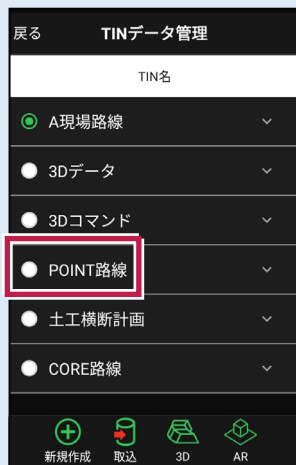 戻る TINデータ管理
TIN名
A現場路線
3Dデータ
3Dコマンド
POINT路線
土工横断計画
CORE路線
新規作成 取込 3D AR